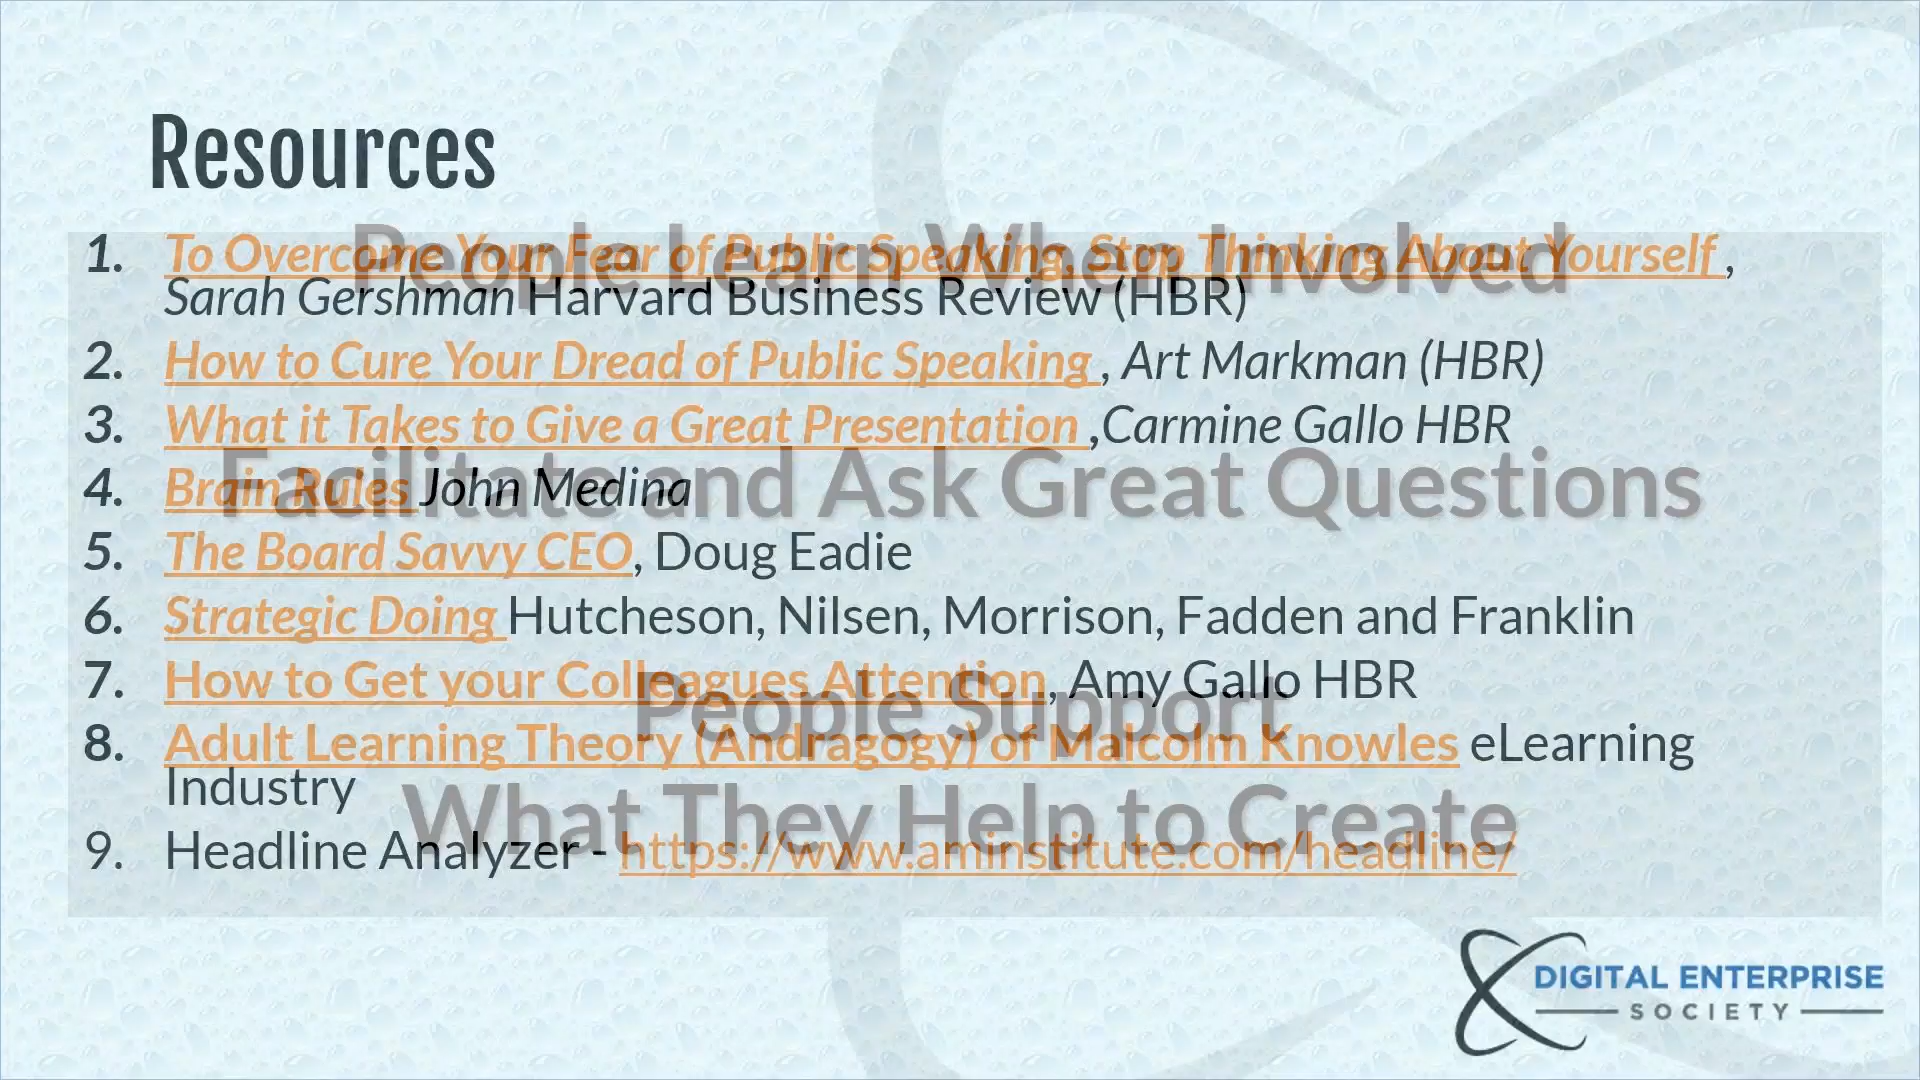 Resources
People Learn When Involved
1. To Overcome Your Fear of Public Speaking, Stop Thinking About Yourself ,
Sarah Gershman Harvard Business Review (HBR)
2. How to Cure Your Dread of Public Speaking , Art Markman (HBR)
3. What it Takes to Give a Great Presentation ,Carmine Gallo HBR
Facilitate and Ask Great Questions
4. Brain Rules John Medina
5. The Board Savvy CEO, Doug Eadie
6. Strategic Doing Hutcheson, Nilsen, Morrison, Fadden and Franklin
7. How to Get your Colleagues Attention, Amy Gallo HBR
People Support
8. Adult Learning Theory (Andragogy) of Malcolm Knowles eLearning
Industry
What They Help to Create
9. Headline Analyzer - https://www.aminstitute.com/headline/
DIGITAL ENTERPRISE
SOCIETY